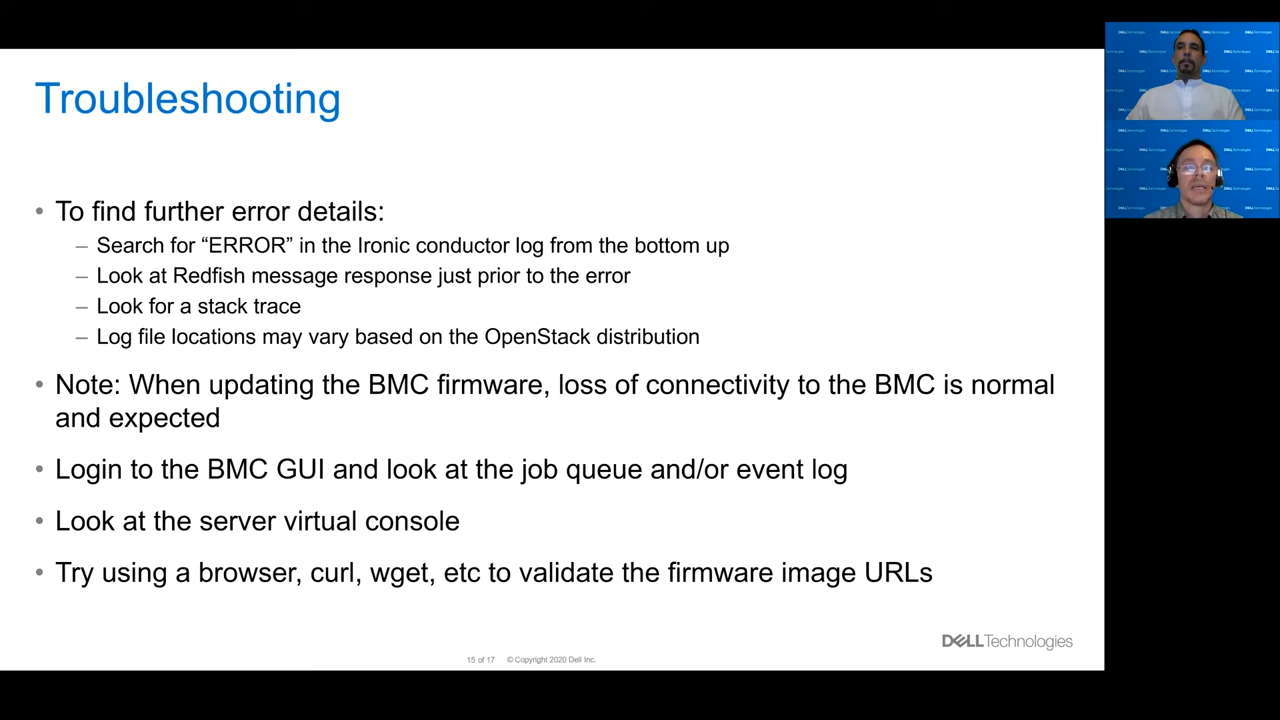 Troubleshooting
• To find further error details:
– Search for “ERROR” in the Ironic conductor log from the bottom up
– Look at Redfish message response just prior to the error
– Look for a stack trace
– Log file locations may vary based on the OpenStack distribution
• Note: When updating the BMC firmware, loss of connectivity to the BMC is normal
and expected
• Login to the BMC GUI and look at the job queue and/or event log
• Look at the server virtual console
• Try using a browser, curl, wget, etc to validate the firmware image URLs
DELLTechnologies
15 of 17 © Copyright 2020 Dell Inc.